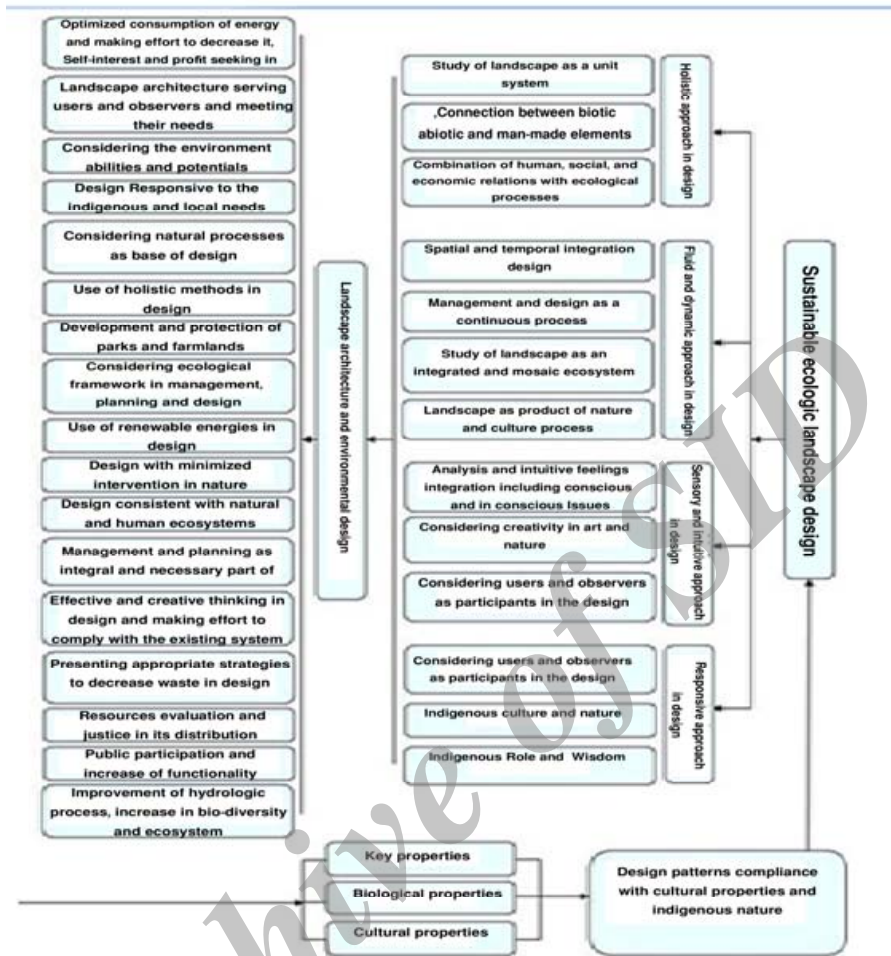 Optimized consumption of energy
and making effort to decrease it,
Self-interest and profit seeking in
Landscape architecture serving
users and observers and meeting
their needs
Considering the environment
abilities and potentials
Design Responsive to the
indigenous and local needs
Considering natural processes
as base of design
Use of holistic methods in
design
Development and protection of
parks and farmlands
Considering ecological
framework in management,
planning and design
Use of renewable energies in
design
Design with minimized
intervention in nature
Design consistent with natural
and human ecosystems
Management and planning as
integral and necessary part of
Effective and creative thinking in
design and making effort to
comply with the existing system
Presenting appropriate strategies
to decrease waste in design
Resources evaluation and
justice in its distribution
Public participation and
increase of functionality
Improvement of hydrologic
process, increase in bio-diversity
and ecosystem
Landscape architecture and environmental design
Study of landscape as a unit
system
,Connection between biotic
abiotic and man-made elements
Combination of human, social, and
economic relations with ecological
processes
Holistic approach in design
Spatial and temporal integration
design
Management and design as a
continuous process
Study of landscape as an
integrated and mosaic ecosystem
Landscape as product of nature
and culture process
Fluid and dynamic approach in design
Analysis and intuitive feelings
integration including conscious
and in conscious Issues
Considering creativity in art and
nature
Considering users and observers
as participants in the design
Sensory and intuitive approach
in design
Considering users and observers
as participants in the design
Indigenous culture and nature
Indigenous Role and Wisdom
Responsive approach
in design
Sustainable ecologic landscape design
Key properties
Biological properties
Cultural properties
Design patterns compliance
with cultural properties and
indigenous nature
hive of SID